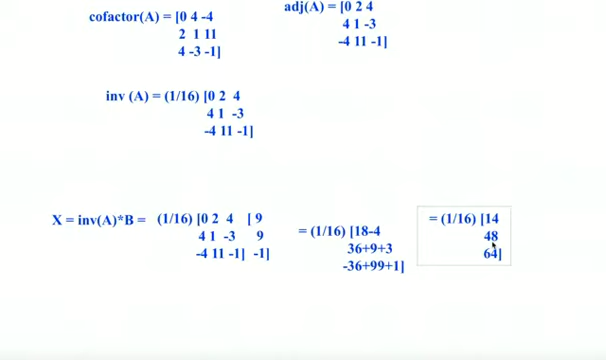 cofactor(A) = [0 4 -4
2 1 11
4 -3 -1]
adj(A) = [0 2 4
4 1 -3
-4 11 -1]
inv (A) = (1/16) [0 2 4
4 1 -3
-4 11 -1]
X = inv(A)*B = (1/16) [0 2 4 [ 9
4 1 -3 9
-4 11 -1] -1]
= (1/16) [18-4
36+9+3
-36+99+1]
= (1/16) [14
48
64]